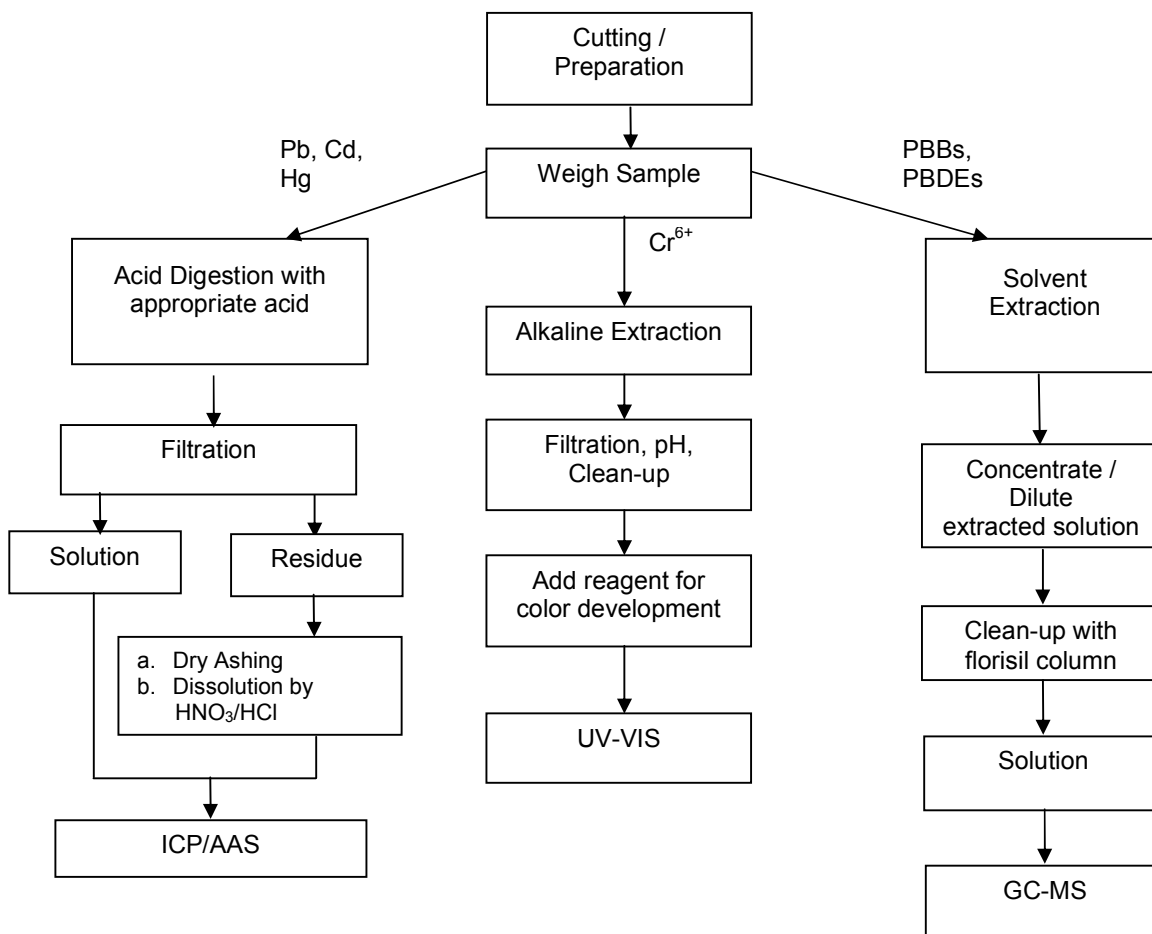 Cutting /
Preparation
Pb, Cd,
Hg
Weigh Sample
PBBs,
PBDEs
Cr⁶⁺
Acid Digestion with
appropriate acid
Alkaline Extraction
Solvent
Extraction
Filtration
Filtration, pH,
Clean-up
Concentrate /
Dilute
extracted solution
Solution
Residue
Add reagent for
color development
Clean-up with
florisil column
a. Dry Ashing
b. Dissolution by
HNO₃/HCl
UV-VIS
Solution
ICP/AAS
GC-MS